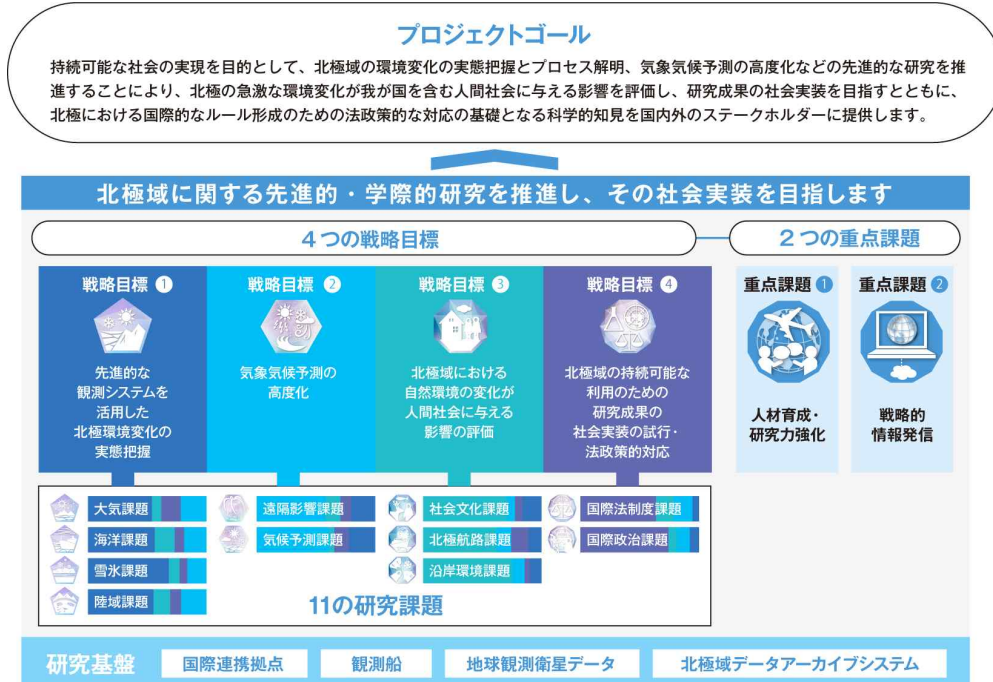 プロジェクトゴール
持続可能な社会の実現を目的として、北極域の環境変化の実態把握とプロセス解明、気象気候予測の高度化などの先進的な研究を推
進することにより、北極の急激な環境変化が我が国を含む人間社会に与える影響を評価し、研究成果の社会実装を目指すとともに、
北極における国際的なルール形成のための法政策的な対応の基礎となる科学的知見を国内外のステークホルダーに提供します。
北極域に関する先進的・学際的研究を推進し、その社会実装を目指します
4つの戦略目標
2つの重点課題
戦略目標 1
先進的な
観測システムを
活用した
北極環境変化の
実態把握
戦略目標 2
気象気候予測の
高度化
戦略目標 3
北極域における
自然環境の変化が
人間社会に与える
影響の評価
戦略目標 4
北極域の持続可能な
利用のための
研究成果の
社会実装の試行・
法政策的対応
重点課題 1
人材育成・
研究力強化
重点課題 2
戦略的
情報発信
大気課題
海洋課題
雪氷課題
陸域課題
遠隔影響課題
気候予測課題
社会文化課題
北極航路課題
沿岸環境課題
国際法制度課題
国際政治課題
11の研究課題
研究基盤
国際連携拠点
観測船
地球観測衛星データ
北極域データアーカイブシステム